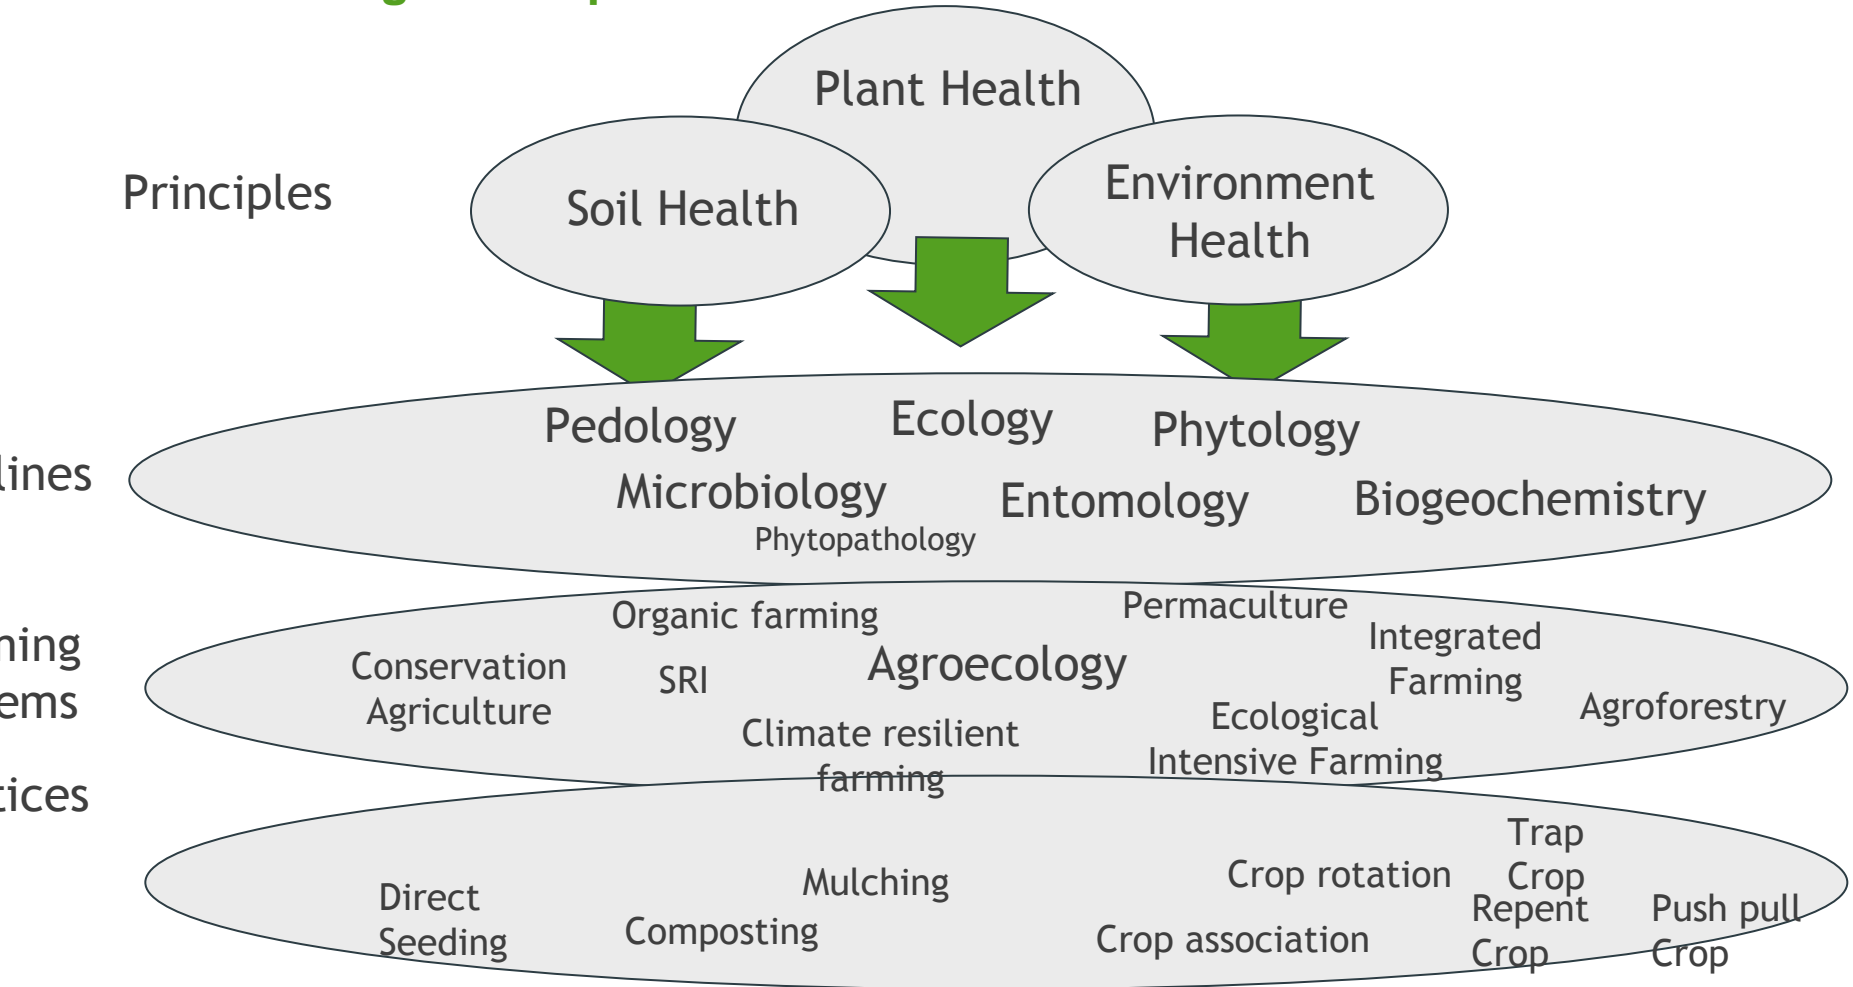 Plant Health
Principles
Soil Health
Environment
Health
Pedology
Ecology
Phytology
lines
Microbiology
Entomology
Biogeochemistry
Phytopathology
ning
ems
Organic farming
Permaculture
Conservation
Agriculture
SRI
Agroecology
Integrated
Farming
Climate resilient
farming
Ecological
Intensive Farming
Agroforestry
tices
Direct
Seeding
Composting
Mulching
Crop rotation
Crop association
Trap
Crop
Repent
Crop
Push pull
Crop